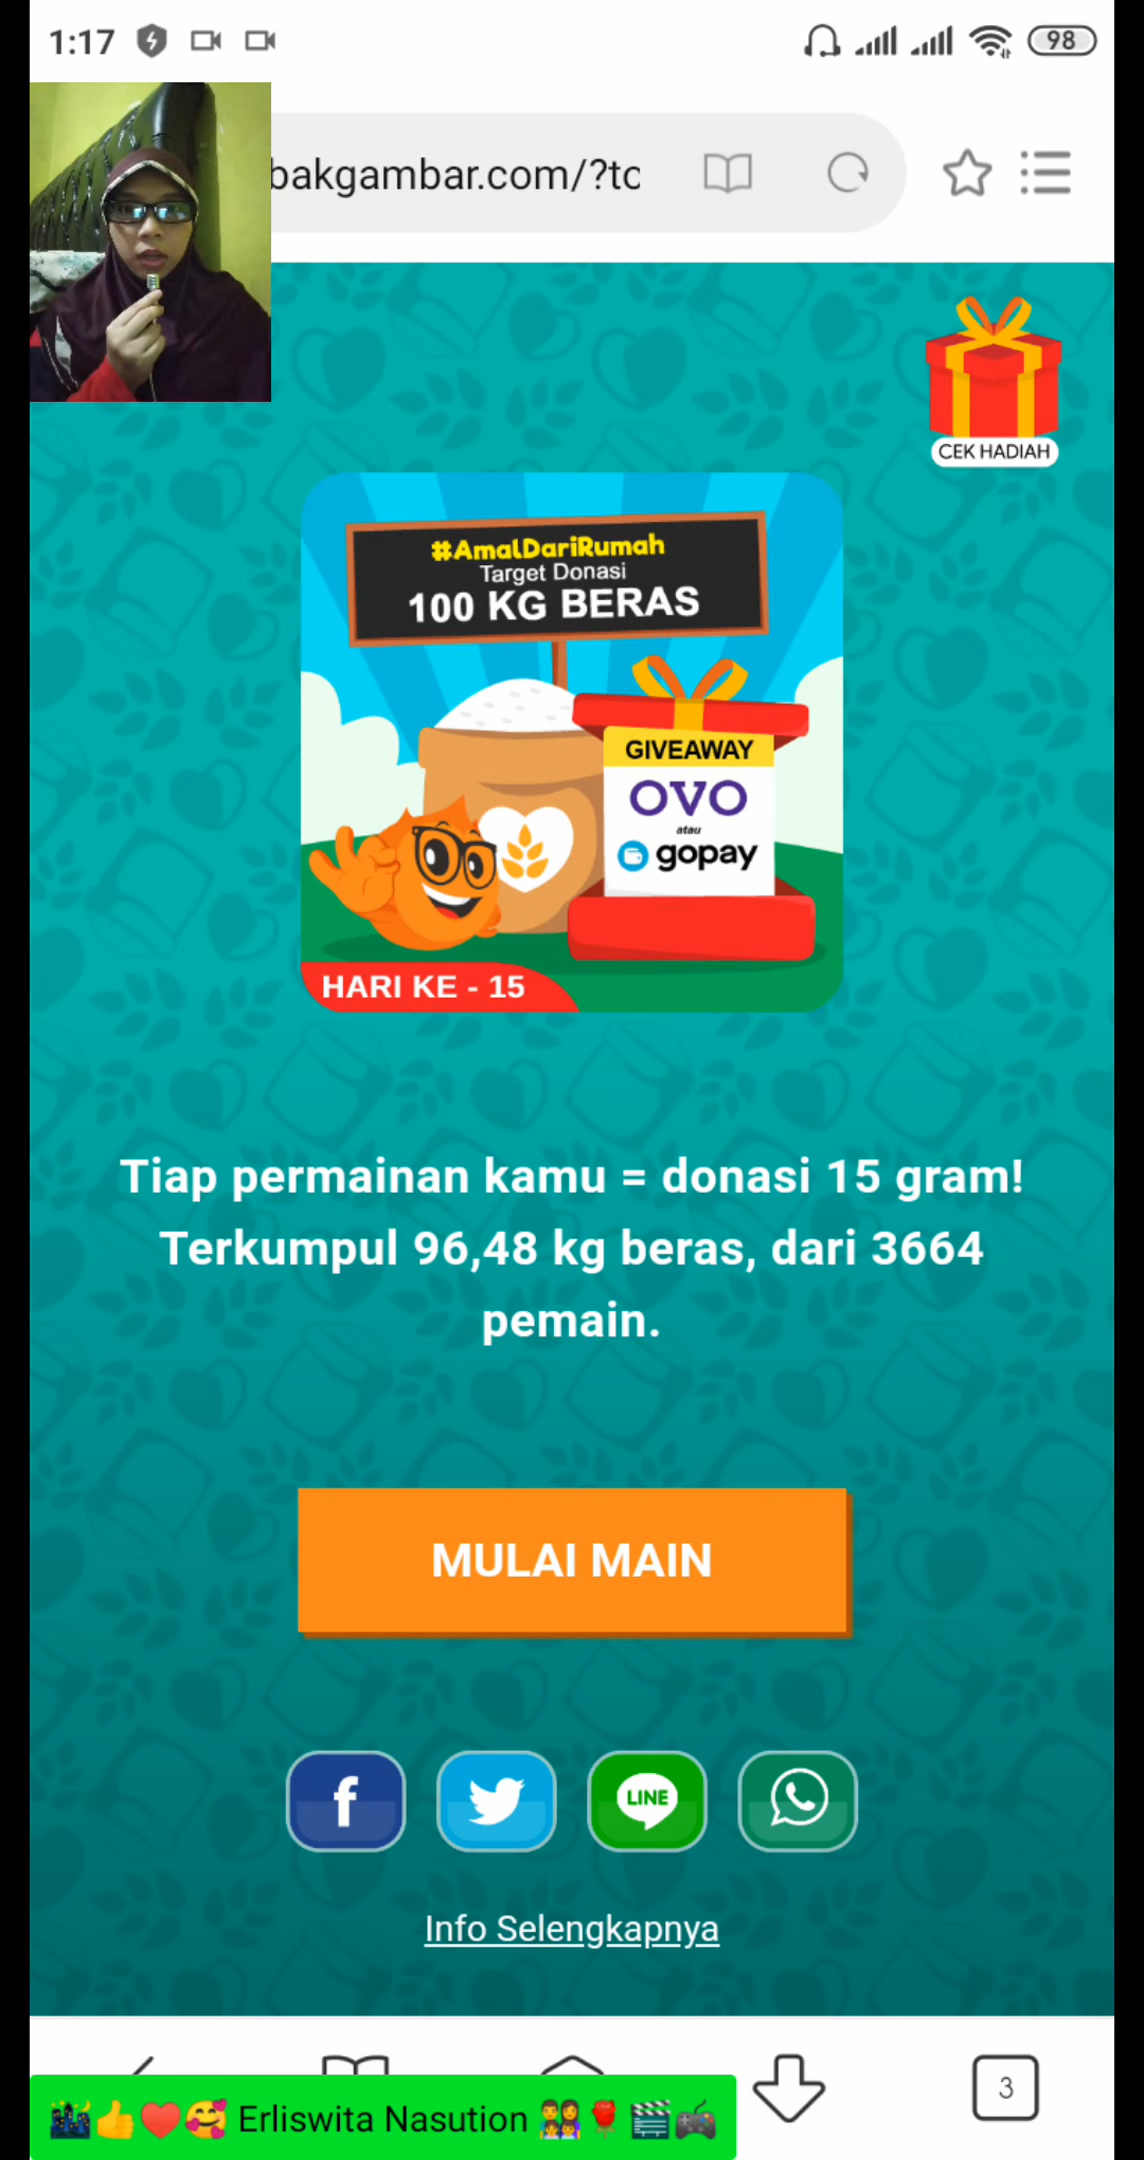 1:17
98
bakgambar.com/?to
CEK HADIAH
#AmalDariRumah
Target Donasi
100 KG BERAS
GIVEAWAY
OVO
atau
gopay
HARI KE - 15
Tiap permainan kamu = donasi 15 gram!
Terkumpul 96,48 kg beras, dari 3664
pemain.
MULAI MAIN
f
LINE
Info Selengkapnya
3
🌃👍❤️🥰 Erliswita Nasution 👨‍👩‍👧‍👦🌹🎬🎮